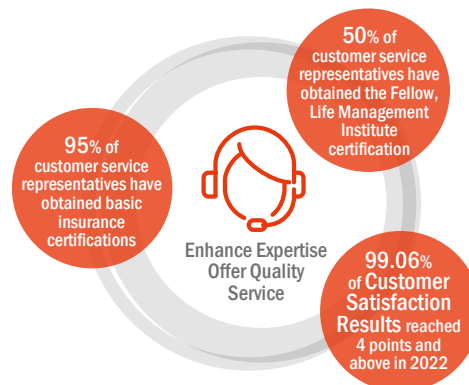 50% of
customer service
representatives have
obtained the Fellow,
Life Management
Institute
certification
95% of
customer service
representatives have
obtained basic
insurance
certifications
Enhance Expertise
Offer Quality
Service
99.06%
of Customer
Satisfaction
Results reached
4 points and
above in 2022